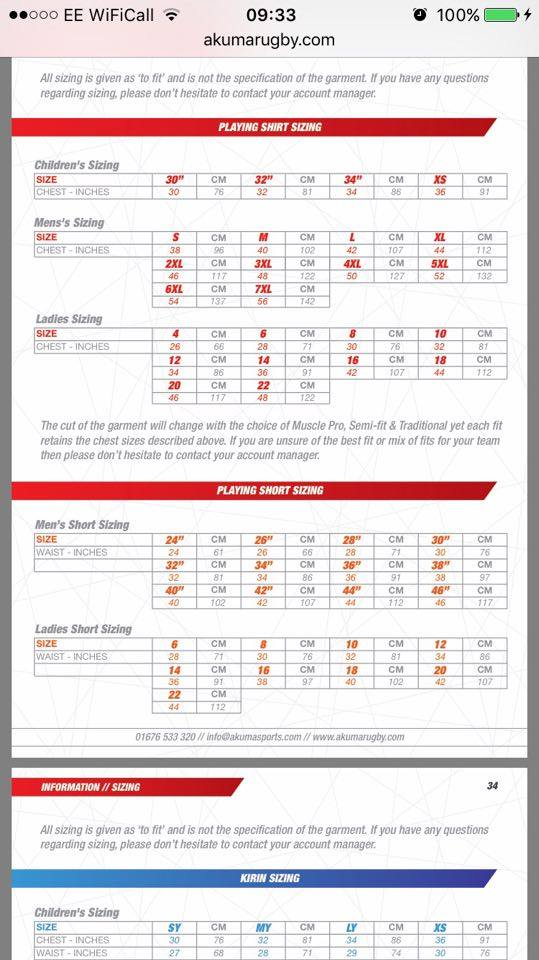 EE WiFiCall 09:33 100%
akumarugby.com
All sizing is given as 'to fit' and is not the specification of the garment. If you have any questions
regarding sizing, please don't hesitate to contact your account manager.
PLAYING SHIRT SIZING
Children's Sizing
SIZE 30" CM 32" CM 34" CM XS CM
CHEST - INCHES 30 76 32 81 34 86 36 91
Mens's Sizing
SIZE S CM M CM L CM XL CM
CHEST - INCHES 38 96 40 102 42 107 44 112
2XL CM 3XL CM 4XL CM 5XL CM
46 117 48 122 50 127 52 132
6XL CM 7XL CM
54 137 56 142
Ladies Sizing
SIZE 4 CM 6 CM 8 CM 10 CM
CHEST - INCHES 26 66 28 71 30 76 32 81
12 CM 14 CM 16 CM 18 CM
34 86 36 91 42 107 44 112
20 CM 22 CM
46 117 48 122
The cut of the garment will change with the choice of Muscle Pro, Semi-fit & Traditional yet each fit
retains the chest sizes described above. If you are unsure of the best fit or mix of fits for your team
then please don't hesitate to contact your account manager.
PLAYING SHORT SIZING
Men's Short Sizing
SIZE 24" CM 26" CM 28" CM 30" CM
WAIST - INCHES 24 61 26 66 28 71 30 76
32" CM 34" CM 36" CM 38" CM
32 81 34 86 36 91 38 97
40" CM 42" CM 44" CM 46" CM
40 102 42 107 44 112 46 117
Ladies Short Sizing
SIZE 6 CM 8 CM 10 CM 12 CM
WAIST - INCHES 28 71 30 76 32 81 34 86
14 CM 16 CM 18 CM 20 CM
36 91 38 97 40 102 42 107
22 CM
44 112
01676 533 320 // info@akumasports.com // www.akumarugby.com
INFORMATION // SIZING 34
All sizing is given as 'to fit' and is not the specification of the garment. If you have any questions
regarding sizing, please don't hesitate to contact your account manager.
KIRIN SIZING
Children's Sizing
SIZE SY CM MY CM LY CM XS CM
CHEST - INCHES 30 76 32 81 34 86 36 91
WAIST - INCHES 27 68 28 71 29 74 30 76